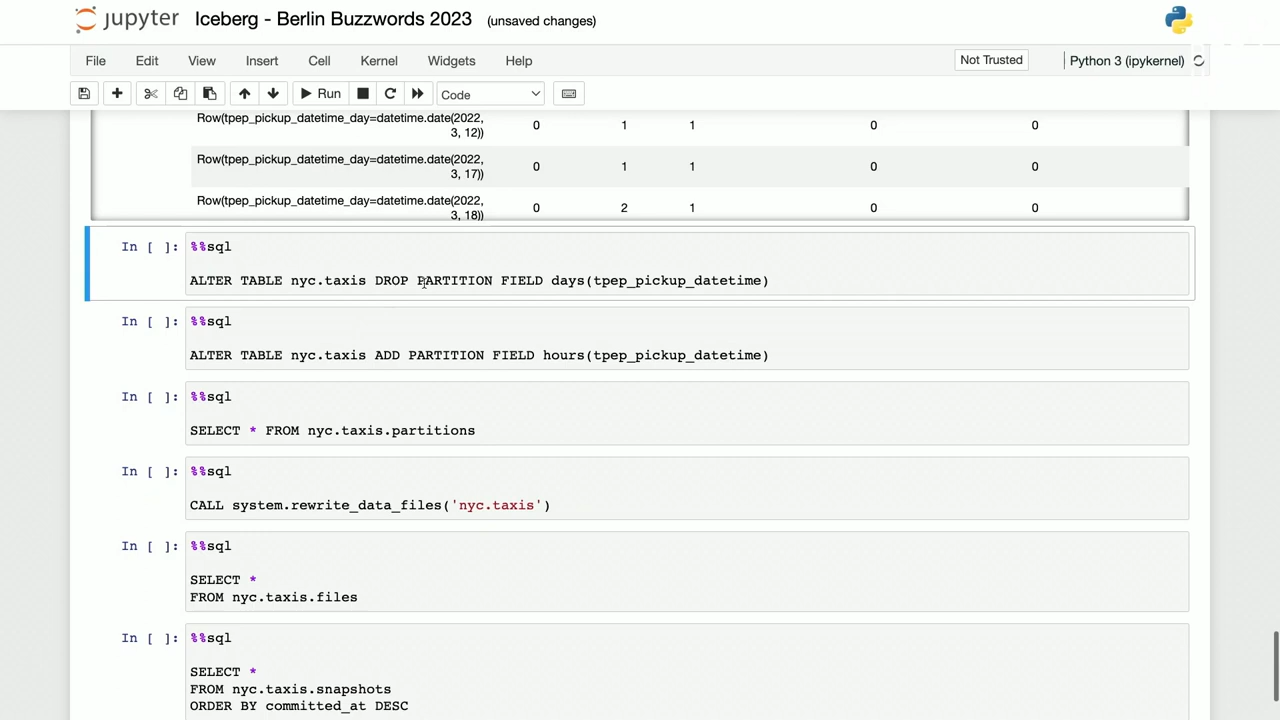 jupyter Iceberg - Berlin Buzzwords 2023 (unsaved changes)
File Edit View Insert Cell Kernel Widgets Help Not Trusted Python 3 (ipykernel)
Run Code
Row(tpep_pickup_datetime_day=datetime.date(2022, 0 1 1 0 0
3, 12))
Row(tpep_pickup_datetime_day=datetime.date(2022, 0 1 1 0 0
3, 17))
Row(tpep_pickup_datetime_day=datetime.date(2022, 0 2 1 0 0
3, 18))
In [ ]: %%sql
ALTER TABLE nyc.taxis DROP PARTITION FIELD days(tpep_pickup_datetime)
In [ ]: %%sql
ALTER TABLE nyc.taxis ADD PARTITION FIELD hours(tpep_pickup_datetime)
In [ ]: %%sql
SELECT * FROM nyc.taxis.partitions
In [ ]: %%sql
CALL system.rewrite_data_files('nyc.taxis')
In [ ]: %%sql
SELECT *
FROM nyc.taxis.files
In [ ]: %%sql
SELECT *
FROM nyc.taxis.snapshots
ORDER BY committed_at DESC